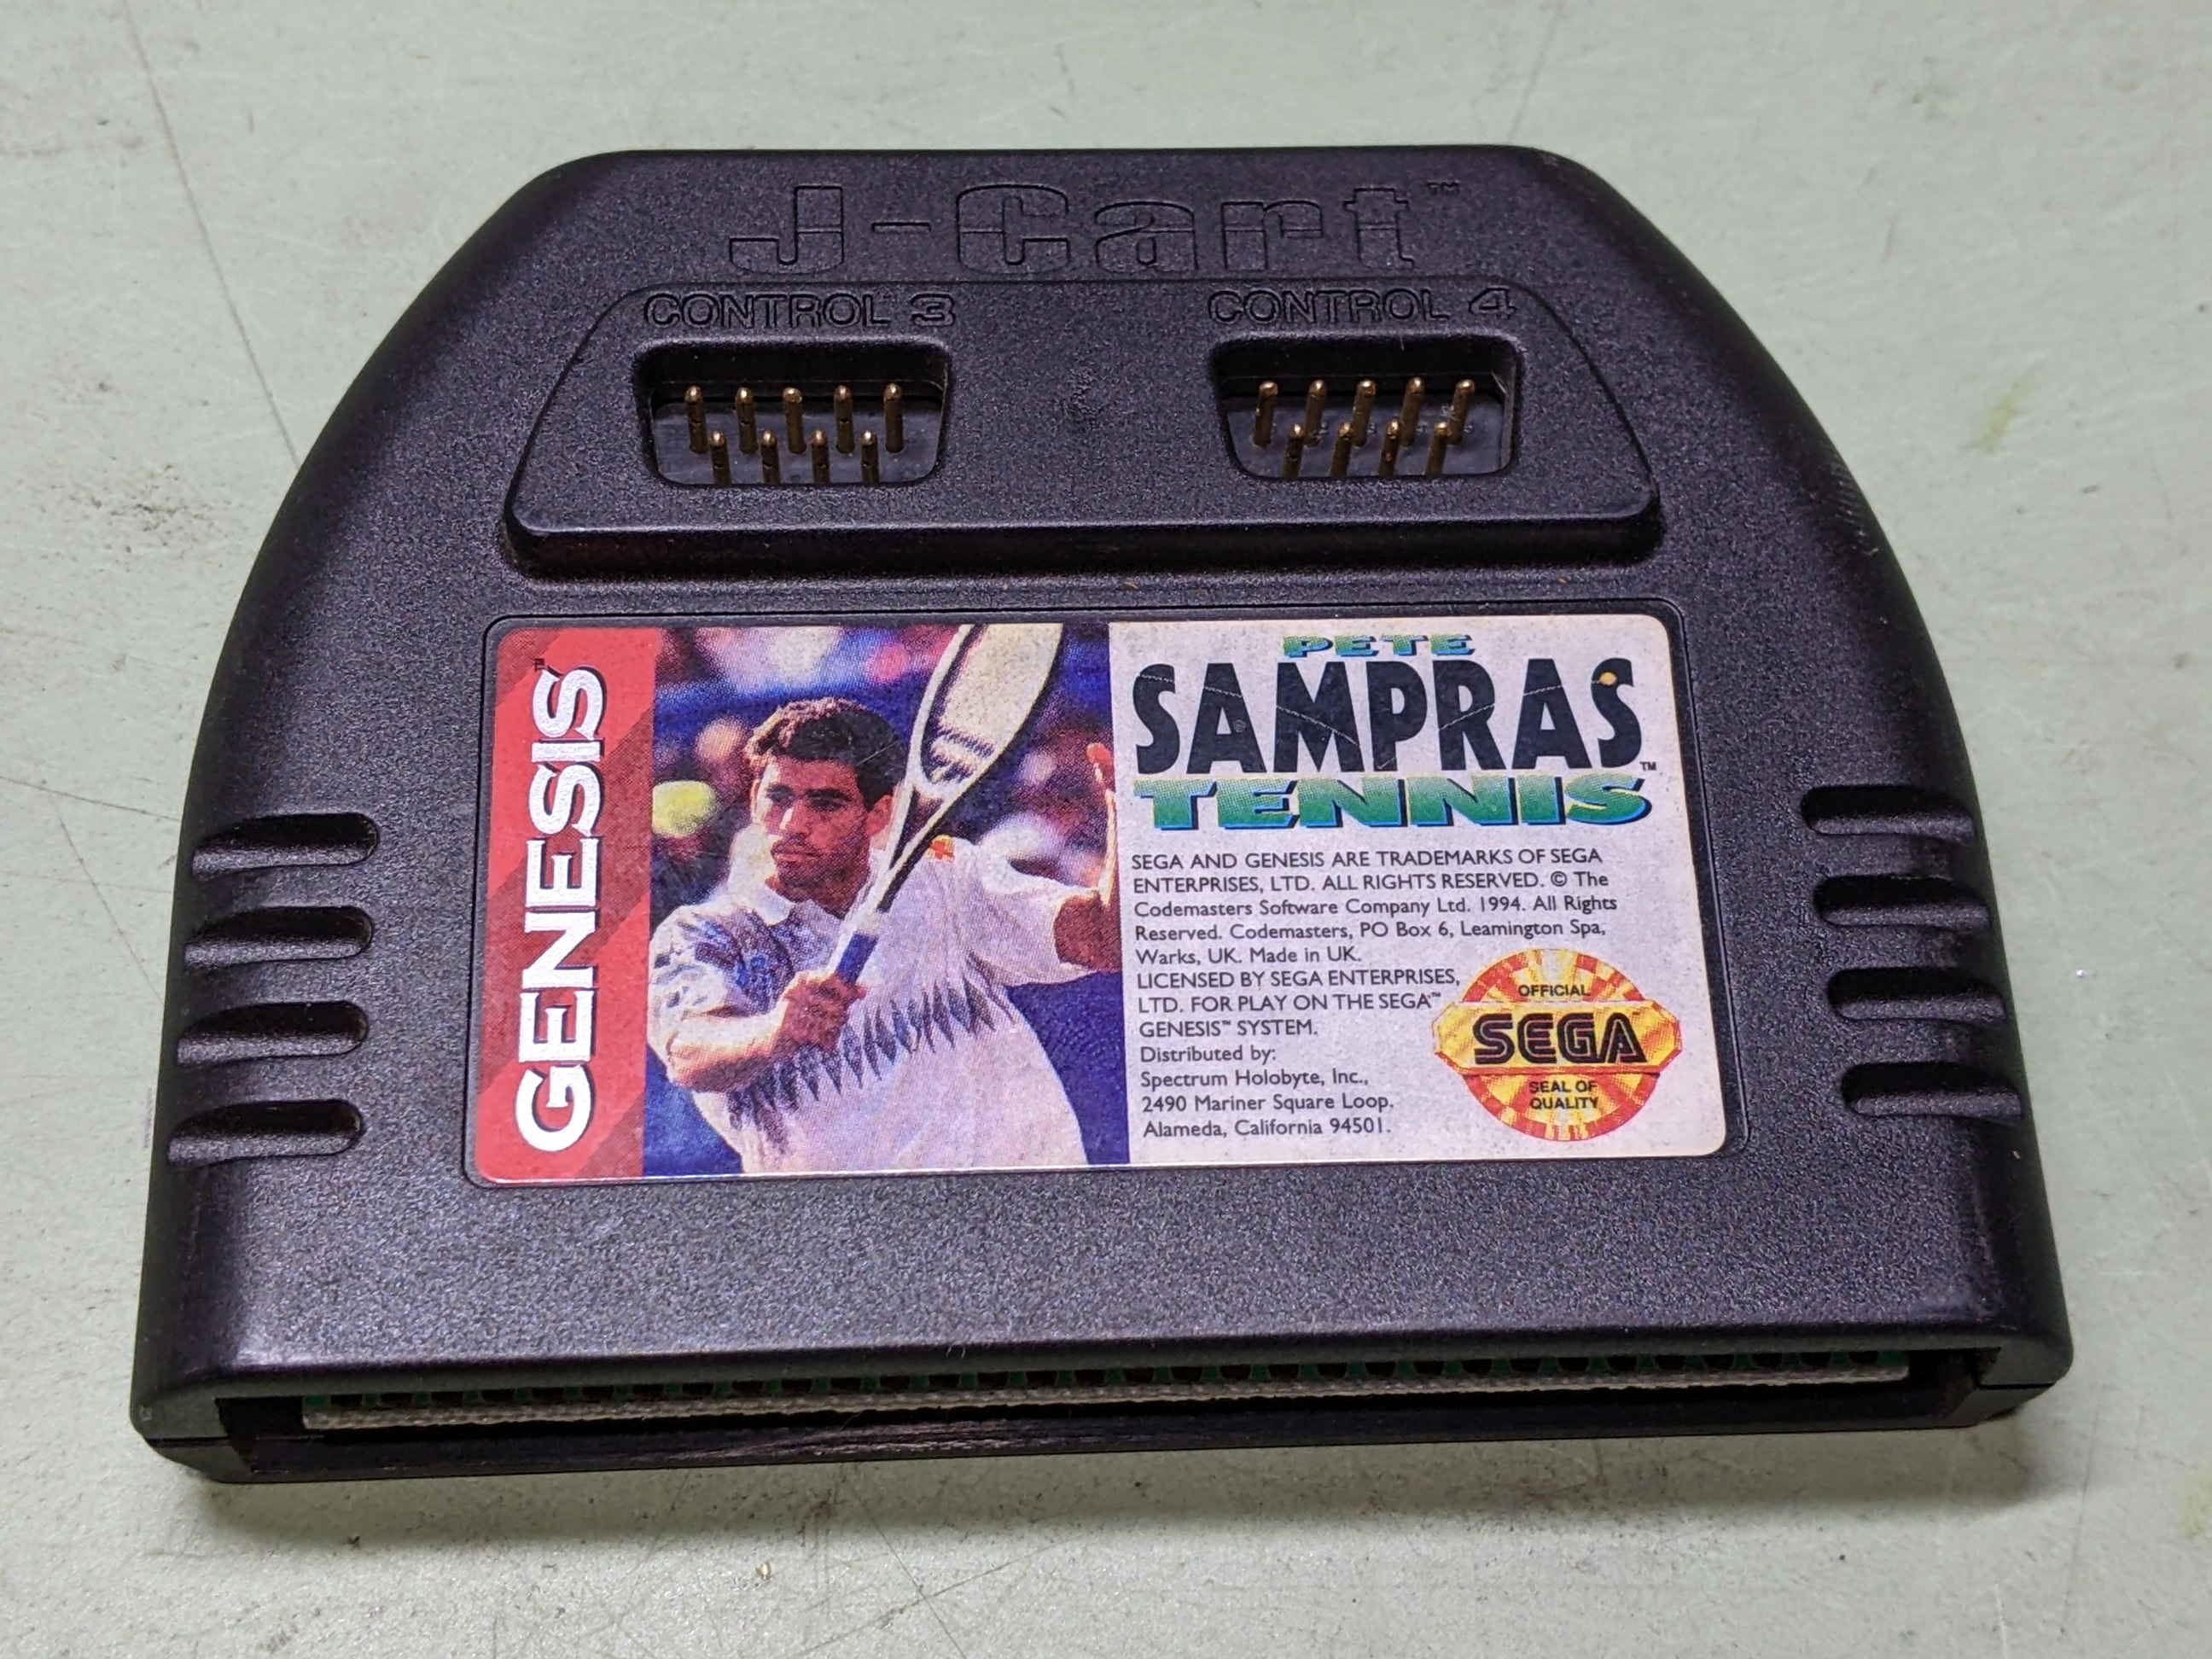 J-Cart™
CONTROL 3 CONTROL 4
GENESIS™
PETE
SAMPRAS™
TENNIS
SEGA AND GENESIS ARE TRADEMARKS OF SEGA
ENTERPRISES, LTD. ALL RIGHTS RESERVED. © The
Codemasters Software Company Ltd. 1994. All Rights
Reserved. Codemasters, PO Box 6, Leamington Spa,
Warks, UK. Made in UK.
LICENSED BY SEGA ENTERPRISES,
LTD. FOR PLAY ON THE SEGA™
GENESIS™ SYSTEM.
Distributed by:
Spectrum Holobyte, Inc.,
2490 Mariner Square Loop.
Alameda, California 94501.
OFFICIAL
SEGA
SEAL OF
QUALITY